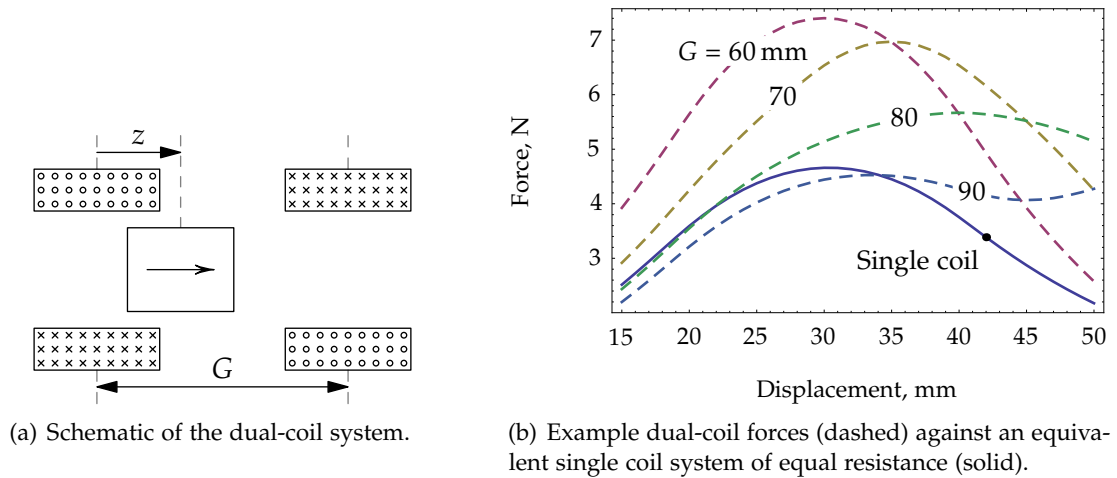 z
G
(a) Schematic of the dual-coil system.
Force, N
7
6
5
4
3
G = 60 mm
70
80
90
Single coil
15 20 25 30 35 40 45 50
Displacement, mm
(b) Example dual-coil forces (dashed) against an equiva-
lent single coil system of equal resistance (solid).